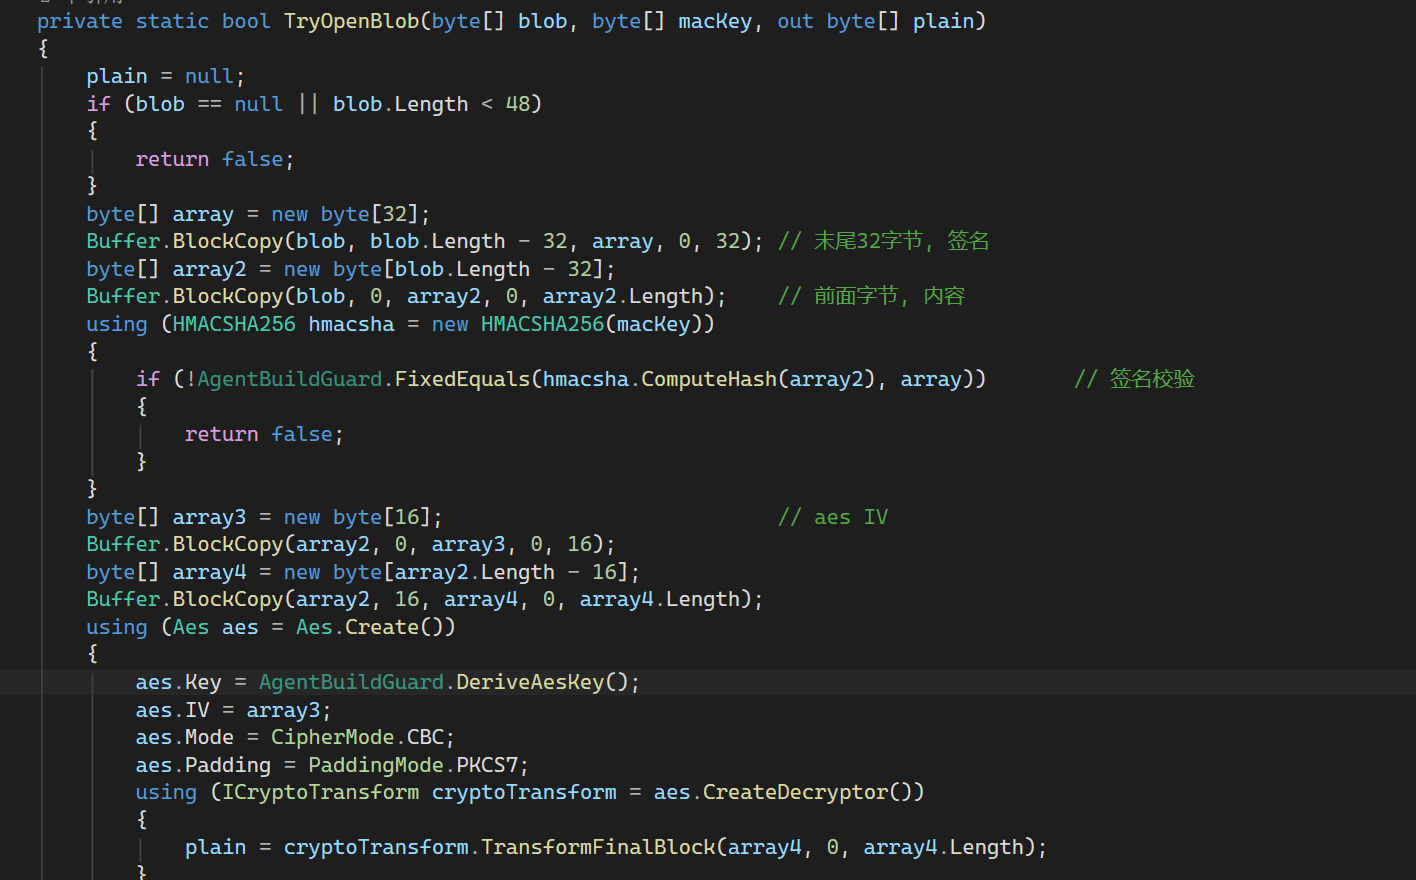 private static bool TryOpenBlob(byte[] blob, byte[] macKey, out byte[] plain)
{
    plain = null;
    if (blob == null || blob.Length < 48)
    {
        return false;
    }
    byte[] array = new byte[32];
    Buffer.BlockCopy(blob, blob.Length - 32, array, 0, 32); // 末尾32字节, 签名
    byte[] array2 = new byte[blob.Length - 32];
    Buffer.BlockCopy(blob, 0, array2, 0, array2.Length);    // 前面字节, 内容
    using (HMACSHA256 hmacsha = new HMACSHA256(macKey))
    {
        if (!AgentBuildGuard.FixedEquals(hmacsha.ComputeHash(array2), array))       // 签名校验
        {
            return false;
        }
    }
    byte[] array3 = new byte[16];                           // aes IV
    Buffer.BlockCopy(array2, 0, array3, 0, 16);
    byte[] array4 = new byte[array2.Length - 16];
    Buffer.BlockCopy(array2, 16, array4, 0, array4.Length);
    using (Aes aes = Aes.Create())
    {
        aes.Key = AgentBuildGuard.DeriveAesKey();
        aes.IV = array3;
        aes.Mode = CipherMode.CBC;
        aes.Padding = PaddingMode.PKCS7;
        using (ICryptoTransform cryptoTransform = aes.CreateDecryptor())
        {
            plain = cryptoTransform.TransformFinalBlock(array4, 0, array4.Length);
        }